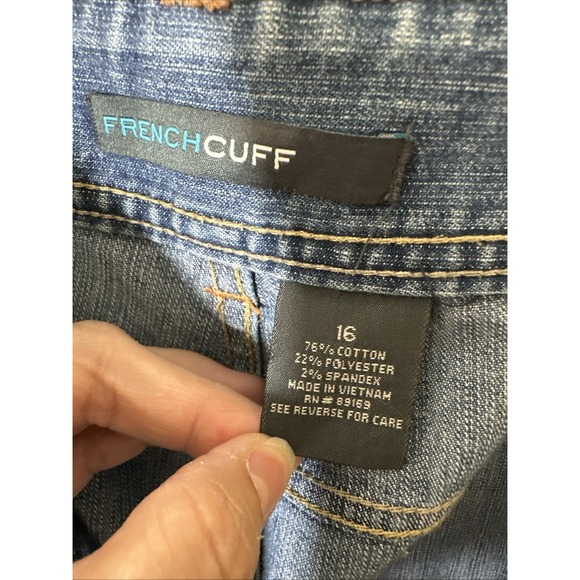 FRENCHCUFF
16
76% COTTON
22% POLYESTER
2% SPANDEX
MADE IN VIETNAM
RN# 89169
SEE REVERSE FOR CARE